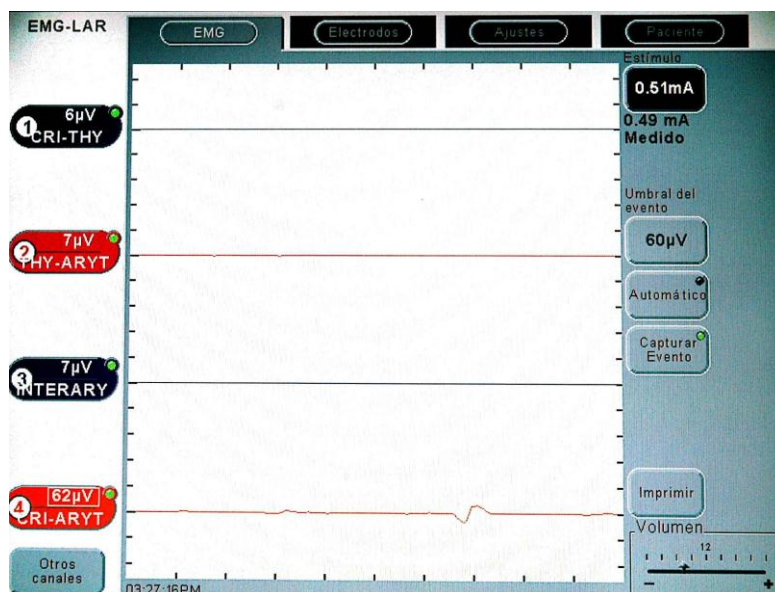 EMG-LAR
EMG
Electrodos
Ajustes
Paciente
Estímulo
0.51mA
0.49 mA
Medido
1
6µV
CRI-THY
Umbral del
evento
60µV
2
7µV
THY-ARYT
Automático
Capturar
Evento
3
7µV
INTERARY
4
62µV
CRI-ARYT
Imprimir
Volumen
12
- +
Otros
canales
03:27:16PM